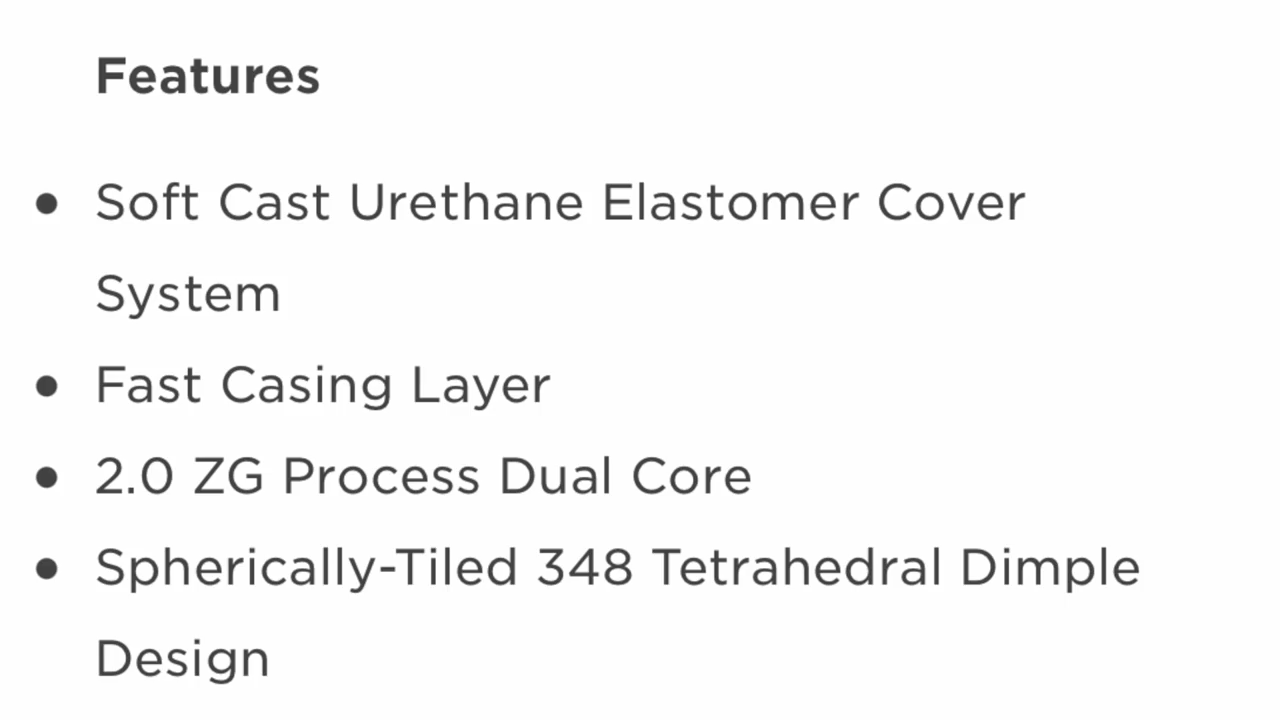 Features
● Soft Cast Urethane Elastomer Cover
System
● Fast Casing Layer
● 2.0 ZG Process Dual Core
● Spherically-Tiled 348 Tetrahedral Dimple
Design